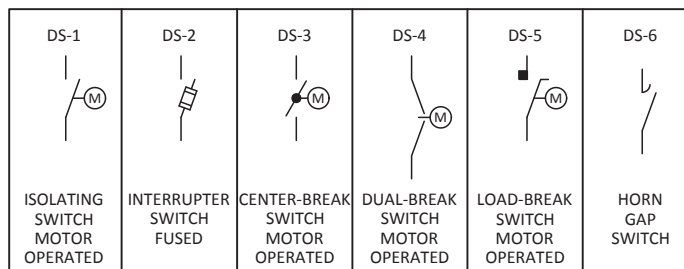 DS-1
DS-2
DS-3
DS-4
DS-5
DS-6
M
M
M
M
ISOLATING
SWITCH
MOTOR
OPERATED
INTERRUPTER
SWITCH
FUSED
CENTER-BREAK
SWITCH
MOTOR
OPERATED
DUAL-BREAK
SWITCH
MOTOR
OPERATED
LOAD-BREAK
SWITCH
MOTOR
OPERATED
HORN
GAP
SWITCH